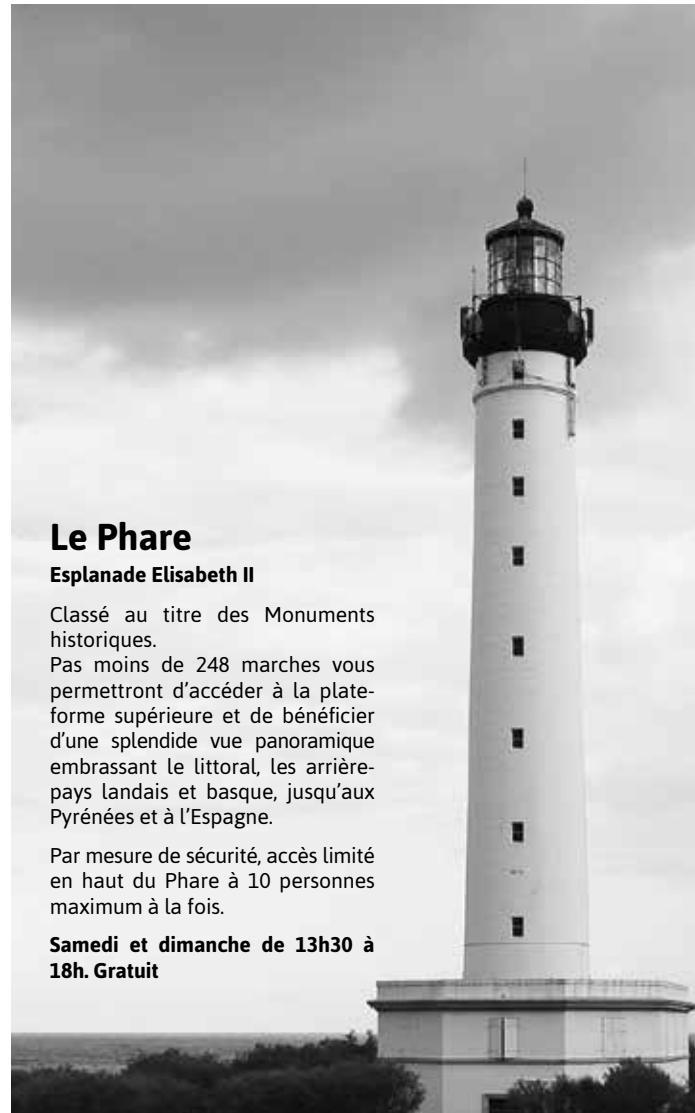 Le Phare
Esplanade Elisabeth II
Classé au titre des Monuments
historiques.
Pas moins de 248 marches vous
permettront d’accéder à la plate-
forme supérieure et de bénéficier
d’une splendide vue panoramique
embrassant le littoral, les arrière-
pays landais et basque, jusqu’aux
Pyrénées et à l’Espagne.
Par mesure de sécurité, accès limité
en haut du Phare à 10 personnes
maximum à la fois.
Samedi et dimanche de 13h30 à
18h. Gratuit